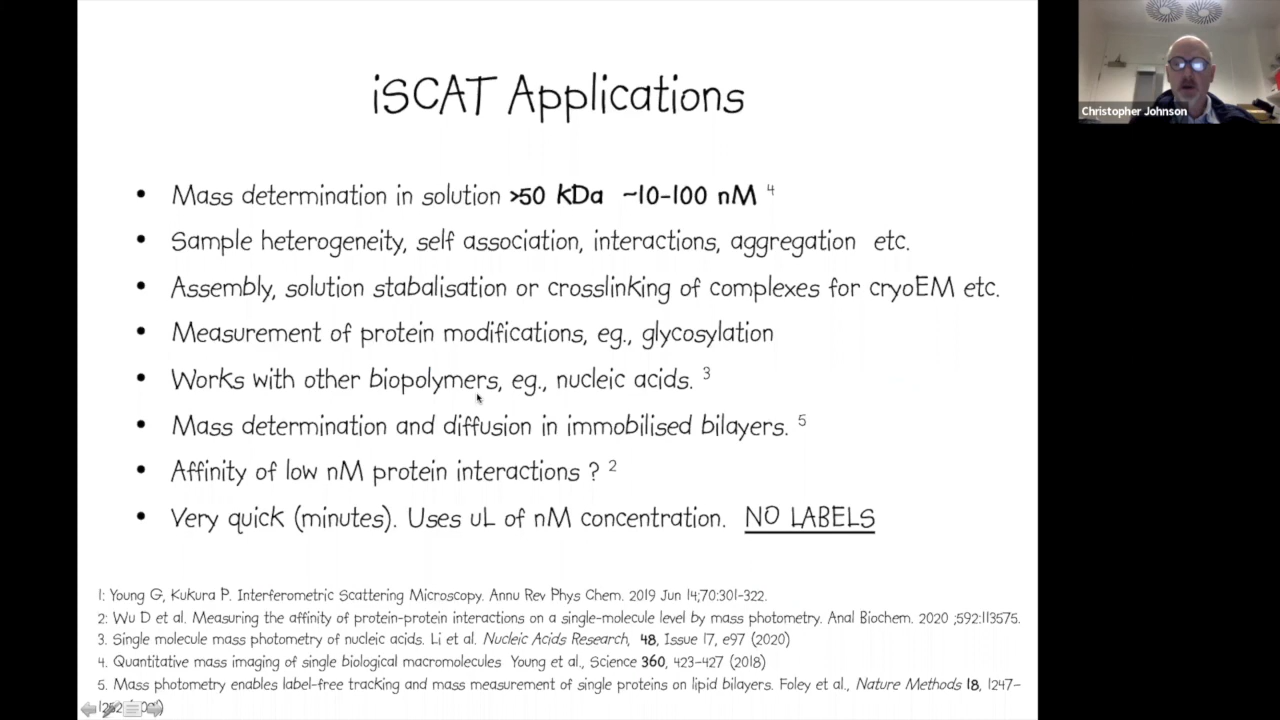 iSCAT Applications
Christopher Johnson
• Mass determination in solution >50 kDa ~10-100 nM 4
• Sample heterogeneity, self association, interactions, aggregation etc.
• Assembly, solution stabalisation or crosslinking of complexes for cryoEM etc.
• Measurement of protein modifications, eg., glycosylation
• Works with other biopolymers, eg., nucleic acids. 3
• Mass determination and diffusion in immobilised bilayers. 5
• Affinity of low nM protein interactions ? 2
• Very quick (minutes). Uses uL of nM concentration. NO LABELS
1: Young G, Kukura P. Interferometric Scattering Microscopy. Annu Rev Phys Chem. 2019 Jun 14;70:301-322.
2: Wu D et al. Measuring the affinity of protein-protein interactions on a single-molecule level by mass photometry. Anal Biochem. 2020 ;592:113575.
3. Single molecule mass photometry of nucleic acids. Li et al. Nucleic Acids Research, 48, Issue 17, e97 (2020)
4. Quantitative mass imaging of single biological macromolecules Young et al., Science 360, 423-427 (2018)
5. Mass photometry enables label-free tracking and mass measurement of single proteins on lipid bilayers. Foley et al., Nature Methods 18, 1247-